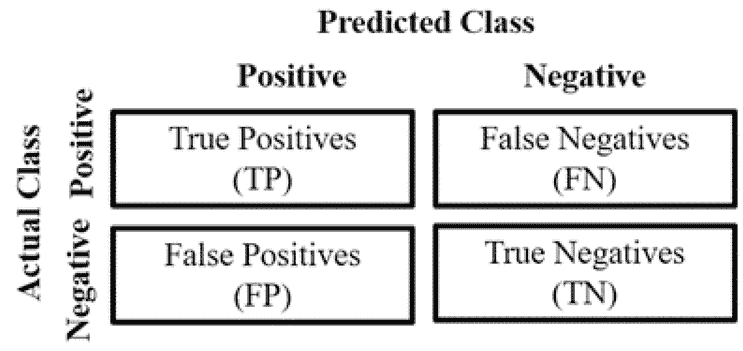 Predicted Class
Positive Negative
Actual Class
Positive
True Positives
(TP)
False Negatives
(FN)
Negative
False Positives
(FP)
True Negatives
(TN)